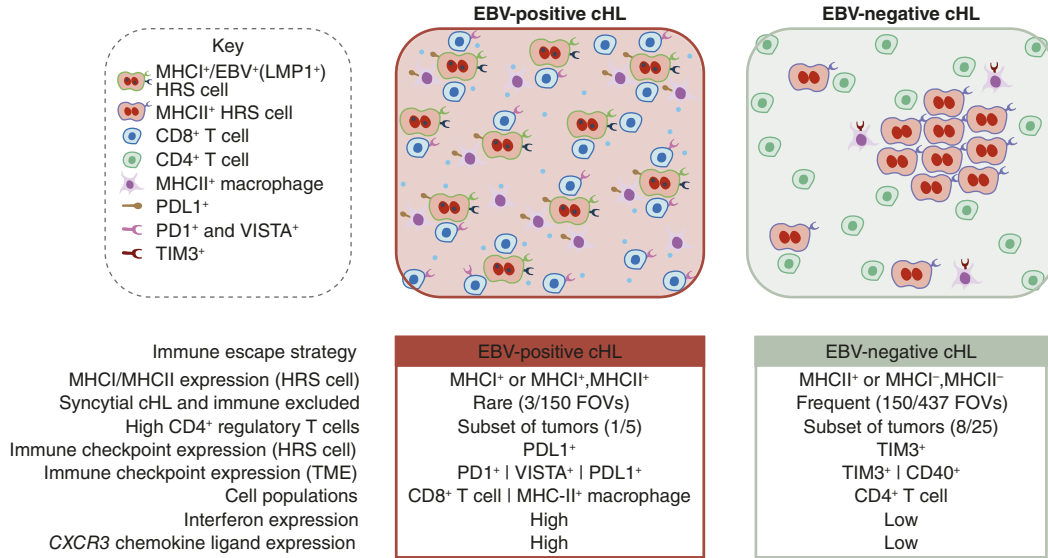 EBV-positive cHL
EBV-negative cHL
Key
MHCI⁺/EBV⁺(LMP1⁺)
HRS cell
MHCII⁺ HRS cell
CD8⁺ T cell
CD4⁺ T cell
MHCII⁺ macrophage
PDL1⁺
PD1⁺ and VISTA⁺
TIM3⁺
Immune escape strategy EBV-positive cHL EBV-negative cHL
MHCI/MHCII expression (HRS cell) MHCI⁺ or MHCI⁺,MHCII⁺ MHCII⁺ or MHCI⁻,MHCII⁻
Syncytial cHL and immune excluded Rare (3/150 FOVs) Frequent (150/437 FOVs)
High CD4⁺ regulatory T cells Subset of tumors (1/5) Subset of tumors (8/25)
Immune checkpoint expression (HRS cell) PDL1⁺ TIM3⁺
Immune checkpoint expression (TME) PD1⁺ | VISTA⁺ | PDL1⁺ TIM3⁺ | CD40⁺
Cell populations CD8⁺ T cell | MHC-II⁺ macrophage CD4⁺ T cell
Interferon expression High Low
CXCR3 chemokine ligand expression High Low